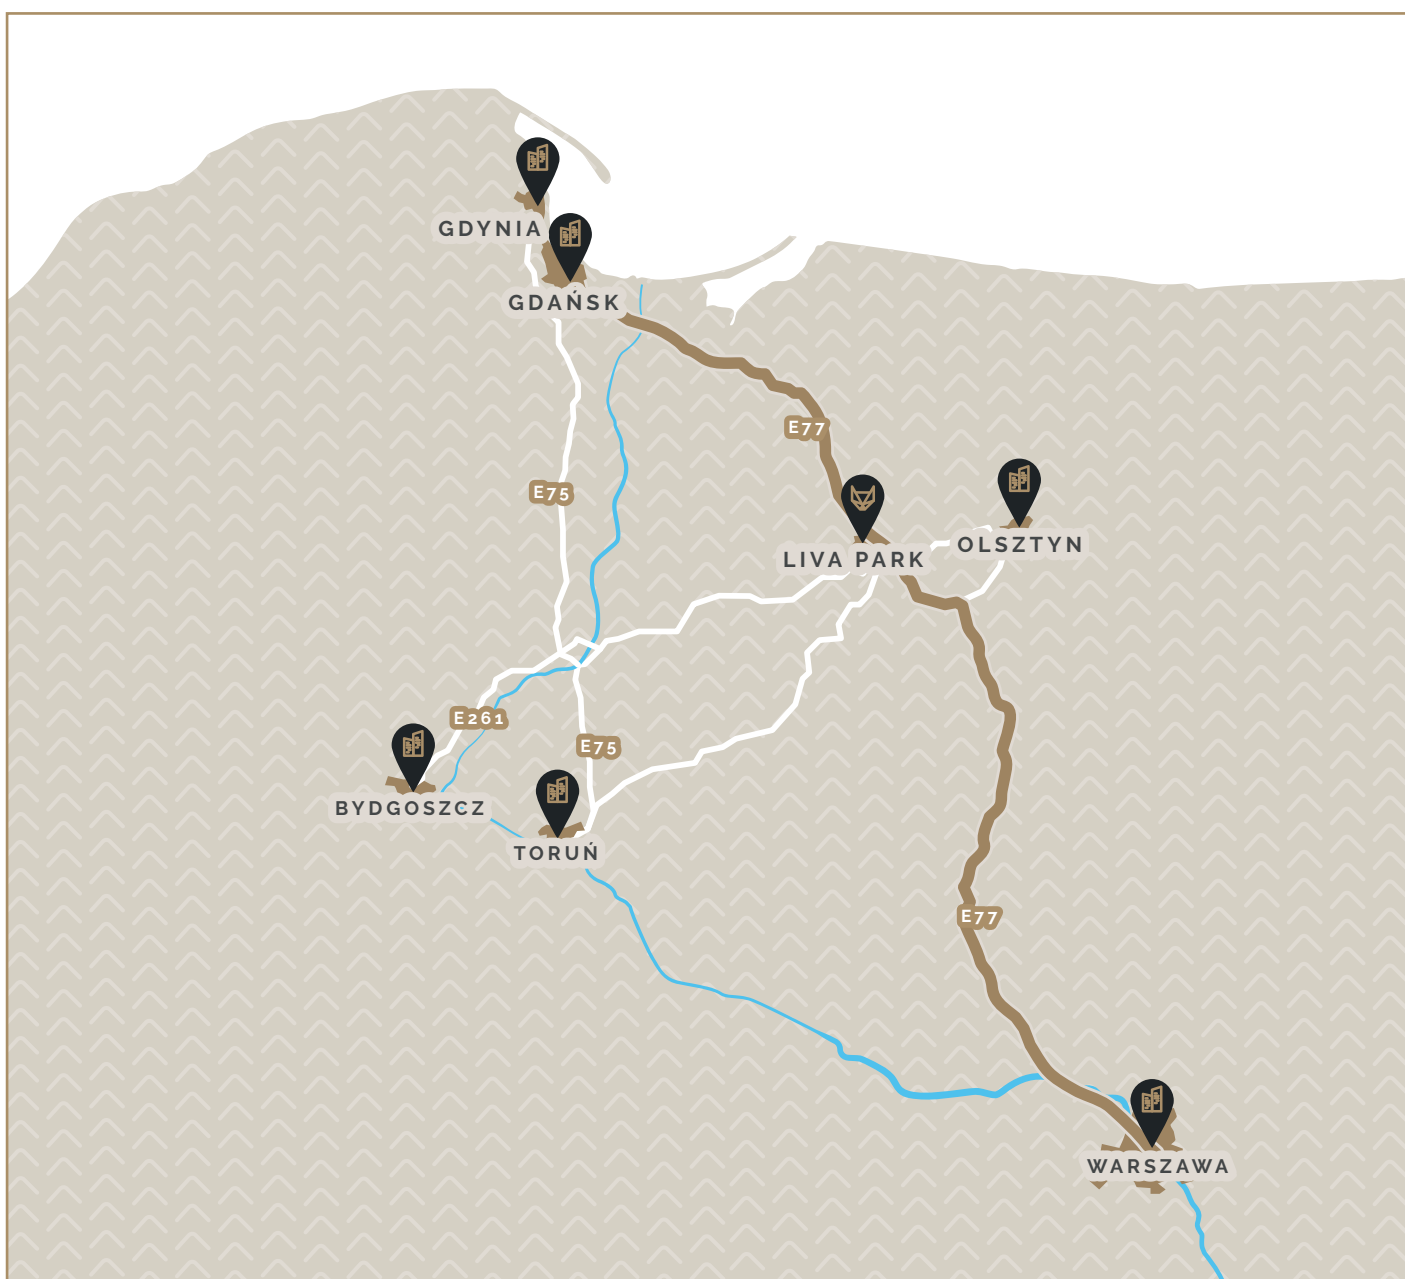 GDYNIA
GDAŃSK
E77
E75
OLSZTYN
LIVA PARK
E261
E75
BYDGOSZCZ
TORUŃ
E77
WARSZAWA